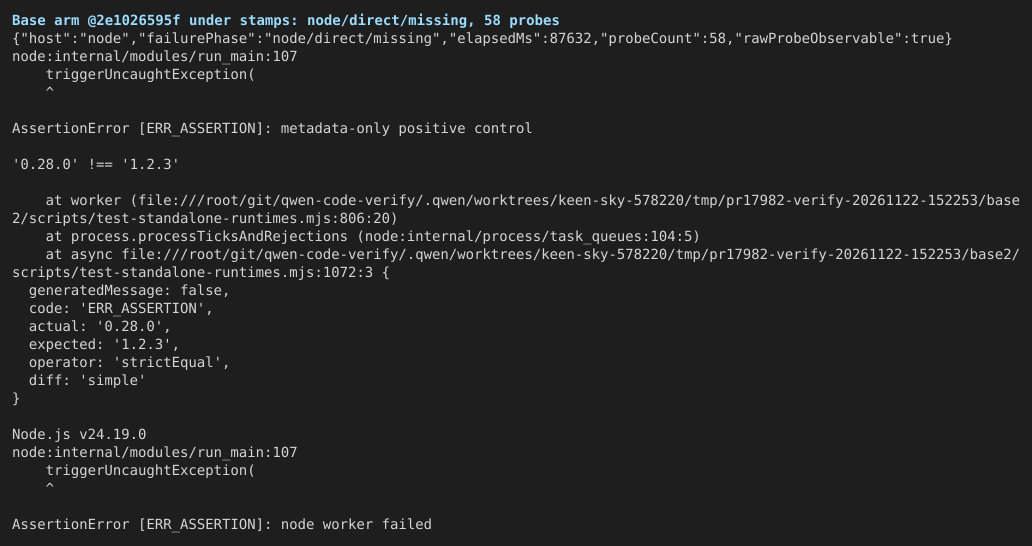 Base arm @2e1026595f under stamps: node/direct/missing, 58 probes
{"host":"node","failurePhase":"node/direct/missing","elapsedMs":87632,"probeCount":58,"rawProbeObservable":true}
node:internal/modules/run_main:107
    triggerUncaughtException(
    ^

AssertionError [ERR_ASSERTION]: metadata-only positive control

'0.28.0' !== '1.2.3'

    at worker (file:///root/git/qwen-code-verify/.qwen/worktrees/keen-sky-578220/tmp/pr17982-verify-20261122-152253/base
2/scripts/test-standalone-runtimes.mjs:806:20)
    at process.processTicksAndRejections (node:internal/process/task_queues:104:5)
    at async file:///root/git/qwen-code-verify/.qwen/worktrees/keen-sky-578220/tmp/pr17982-verify-20261122-152253/base2/
scripts/test-standalone-runtimes.mjs:1072:3 {
  generatedMessage: false,
  code: 'ERR_ASSERTION',
  actual: '0.28.0',
  expected: '1.2.3',
  operator: 'strictEqual',
  diff: 'simple'
}

Node.js v24.19.0
node:internal/modules/run_main:107
    triggerUncaughtException(
    ^

AssertionError [ERR_ASSERTION]: node worker failed